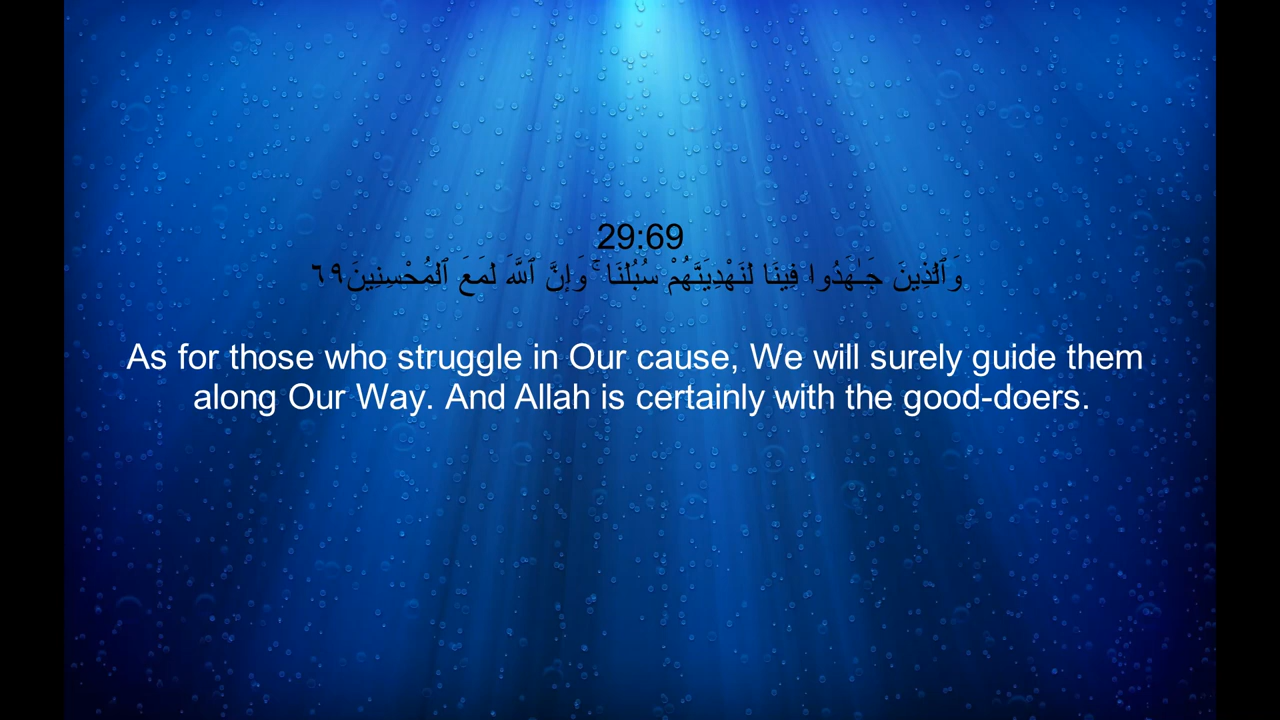 29:69
وَٱلَّذِينَ جَـٰهَدُوا فِينَا لَنَهْدِيَنَّهُمْ سُبُلَنَا ۚ وَإِنَّ ٱللَّهَ لَمَعَ ٱلْمُحْسِنِينَ ٦٩
As for those who struggle in Our cause, We will surely guide them
along Our Way. And Allah is certainly with the good-doers.